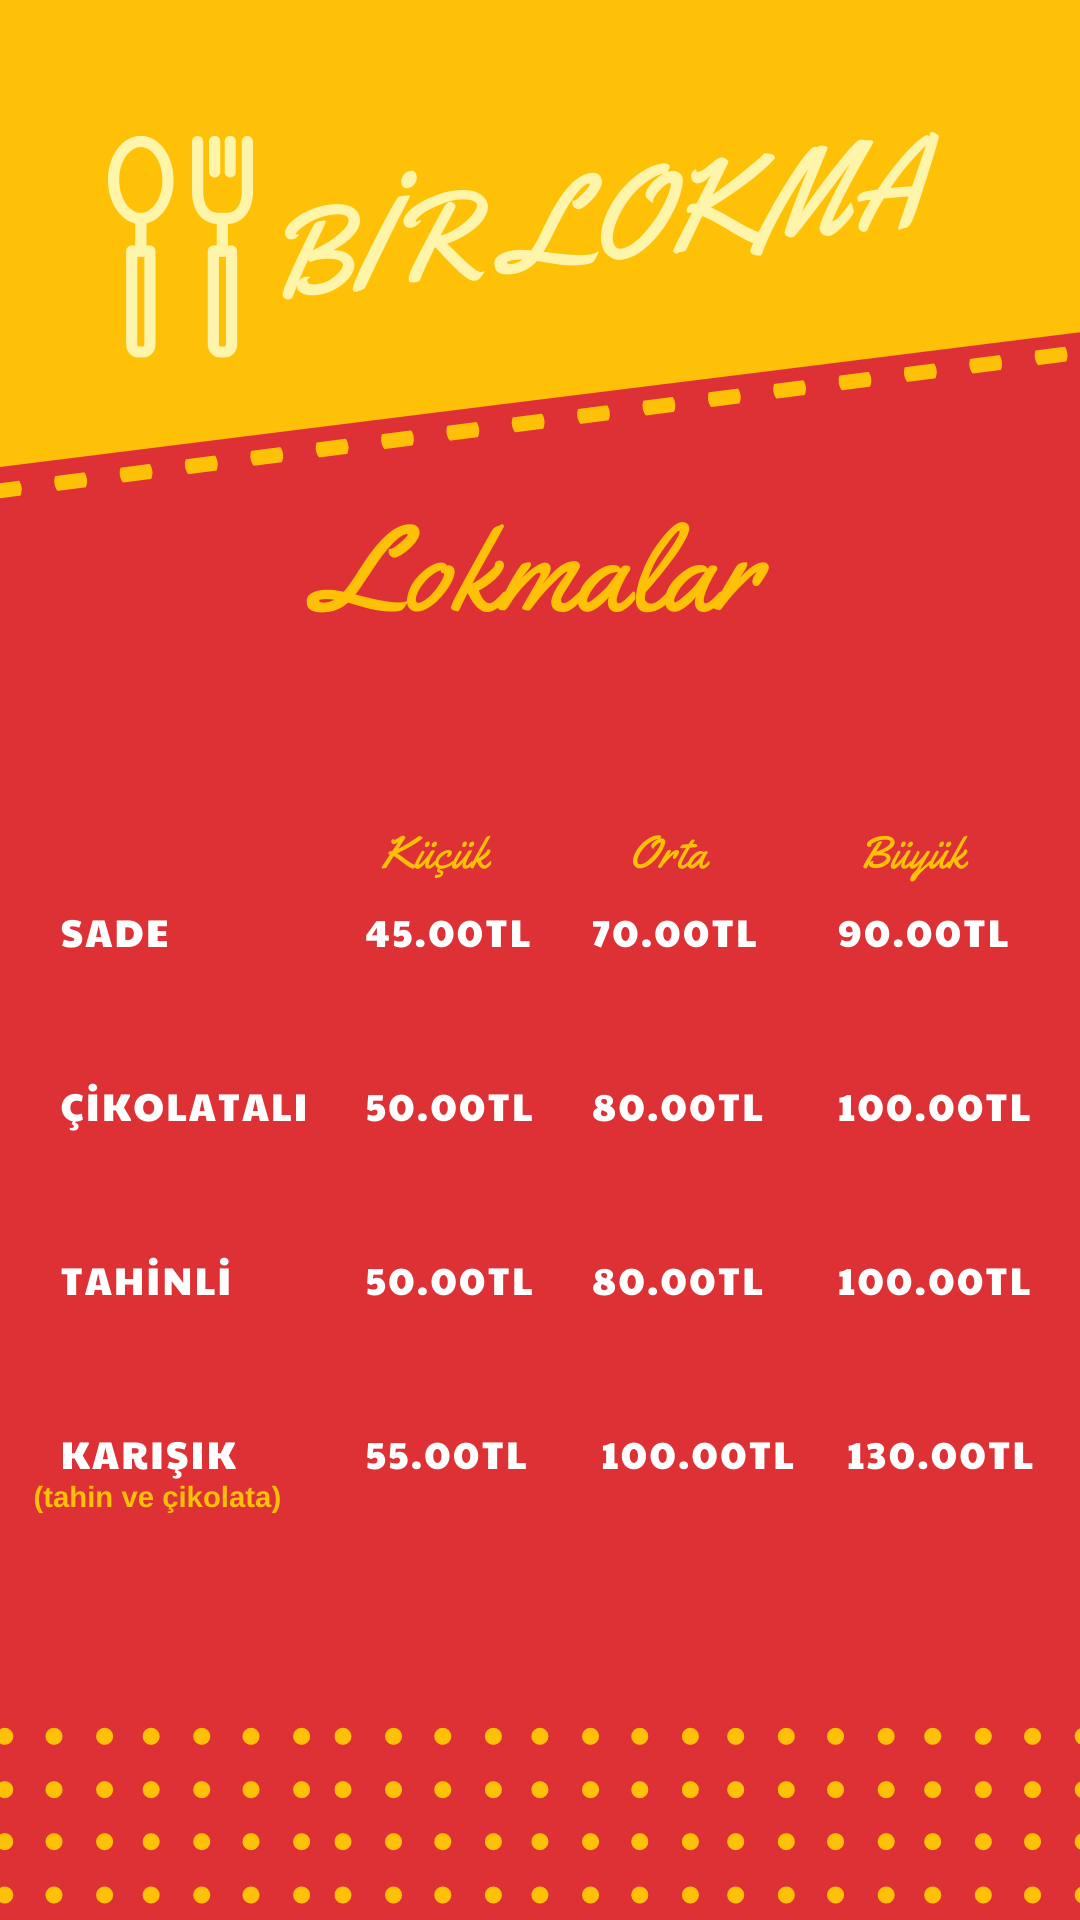 BİR LOKMA
Lokmalar
Küçük Orta Büyük
SADE 45.00TL 70.00TL 90.00TL
ÇİKOLATALI 50.00TL 80.00TL 100.00TL
TAHİNLİ 50.00TL 80.00TL 100.00TL
KARIŞIK 55.00TL 100.00TL 130.00TL
(tahin ve çikolata)